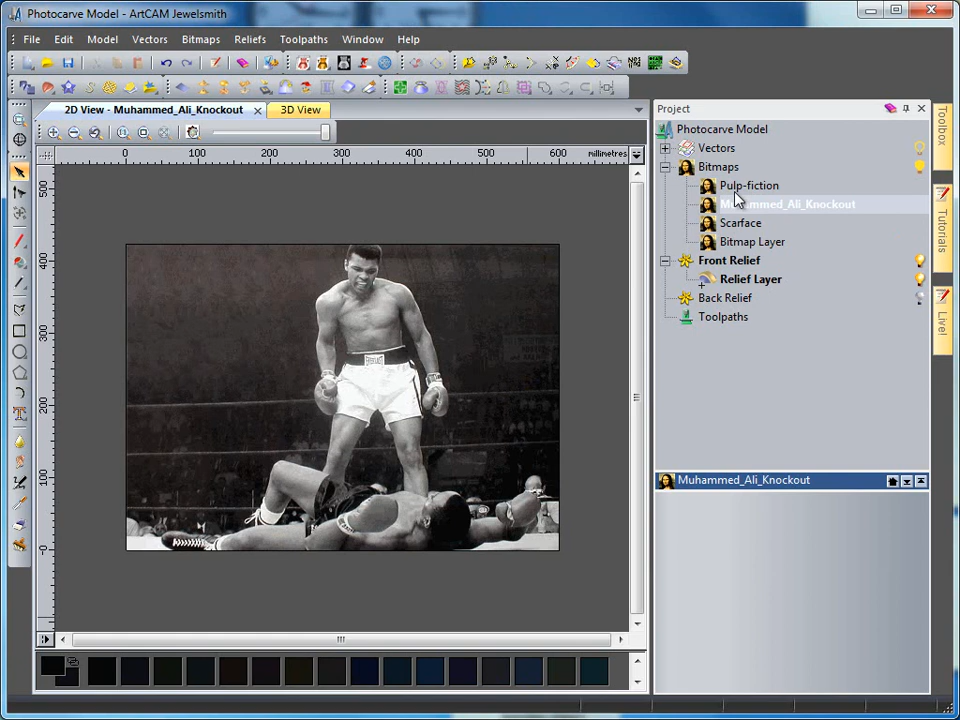 Photocarve Model - ArtCAM Jewelsmith
File Edit Model Vectors Bitmaps Reliefs Toolpaths Window Help
2D View - Muhammed_Ali_Knockout
3D View
0 100 200 300 400 500 600 millimetres
500
400
300
200
100
0
EVERLAST
Project
Photocarve Model
Vectors
Bitmaps
Pulp-fiction
Muhammed_Ali_Knockout
Scarface
Bitmap Layer
Front Relief
Relief Layer
Back Relief
Toolpaths
Muhammed_Ali_Knockout
Toolbox
Tutorials
Live!